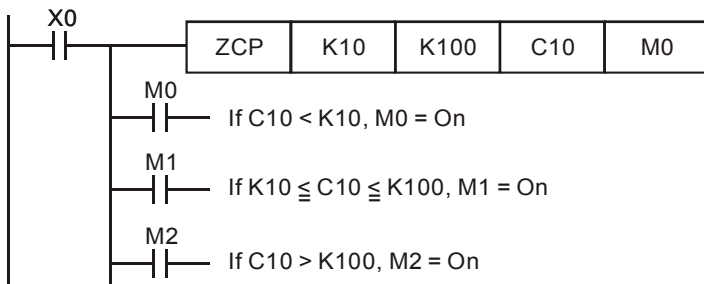 X0
ZCP K10 K100 C10 M0
M0
If C10 < K10, M0 = On
M1
If K10 ≦ C10 ≦ K100, M1 = On
M2
If C10 > K100, M2 = On